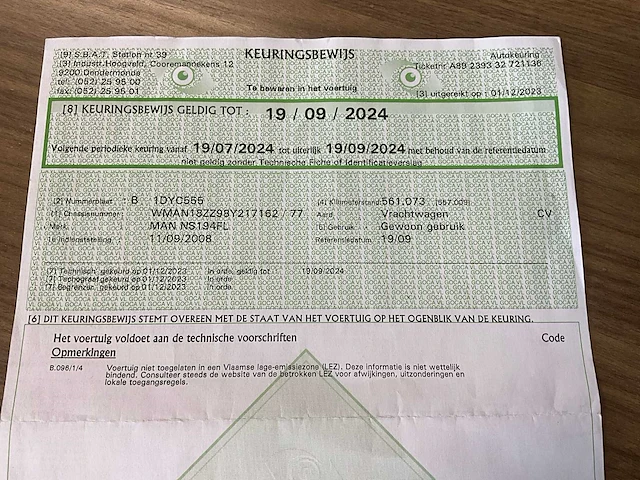 [9] S.B.A.T. Station nr 39
KEURINGSBEWIJS
Autokeuring
[3] Industr.Hoogveld, Cooremansekens 12
Ticketnr A89 2393 32 721136
9200 Dendermonde
tel: (052) 25 95 00
fax: (052) 25 95 01
Te bewaren in het voertuig
[3] uitgereikt op : 01/12/2023
[8] KEURINGSBEWIJS GELDIG TOT : 19 / 09 / 2024
Volgende periodieke keuring vanaf 19/07/2024 tot uiterlijk 19/09/2024 met behoud van de referentiedatum
niet geldig zonder Technische Fiche of Identificatieverslag
[2] Nummerplaat : B 1DYC555
[4] Kilometerstand: 561.073 [557.009]
[1] Chassisnummer: WMAN18ZZ98Y217162 / 77
Aard Vrachtwagen CV
Merk MAN NS194FL
[5] Gebruik Gewoon gebruik
1e indienststelling 11/09/2008
Referentiedatum 19/09
[7] Technisch gekeurd op 01/12/2023 In orde, geldig tot : 19/09/2024
[7] Tachograaf gekeurd op 01/12/2023 In orde
[7] Begrenzer gekeurd op 01/12/2023 In orde
[6] DIT KEURINGSBEWIJS STEMT OVEREEN MET DE STAAT VAN HET VOERTUIG OP HET OGENBLIK VAN DE KEURING.
Het voertuig voldoet aan de technische voorschriften
Code
Opmerkingen
B.096/1/4 Voertuig niet toegelaten in een Vlaamse lage-emissiezone (LEZ). Deze informatie is niet wettelijk
bindend. Consulteer steeds de website van de betrokken LEZ voor afwijkingen, uitzonderingen en
lokale toegangsregels.